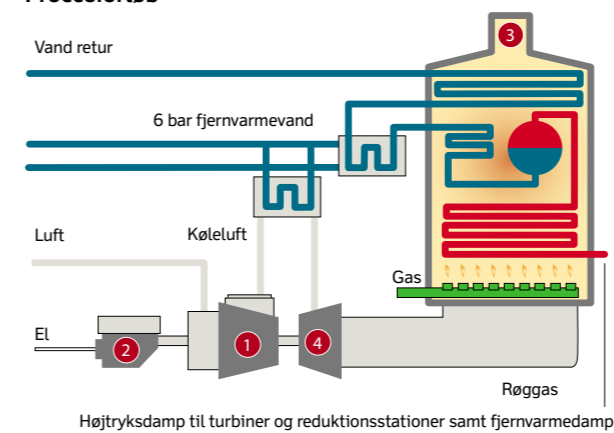 3
Vand retur
6 bar fjernvarmevand
Luft
Køleluft
Gas
El
2
1
4
Røggas
Højtryksdamp til turbiner og reduktionsstationer samt fjernvarmedamp